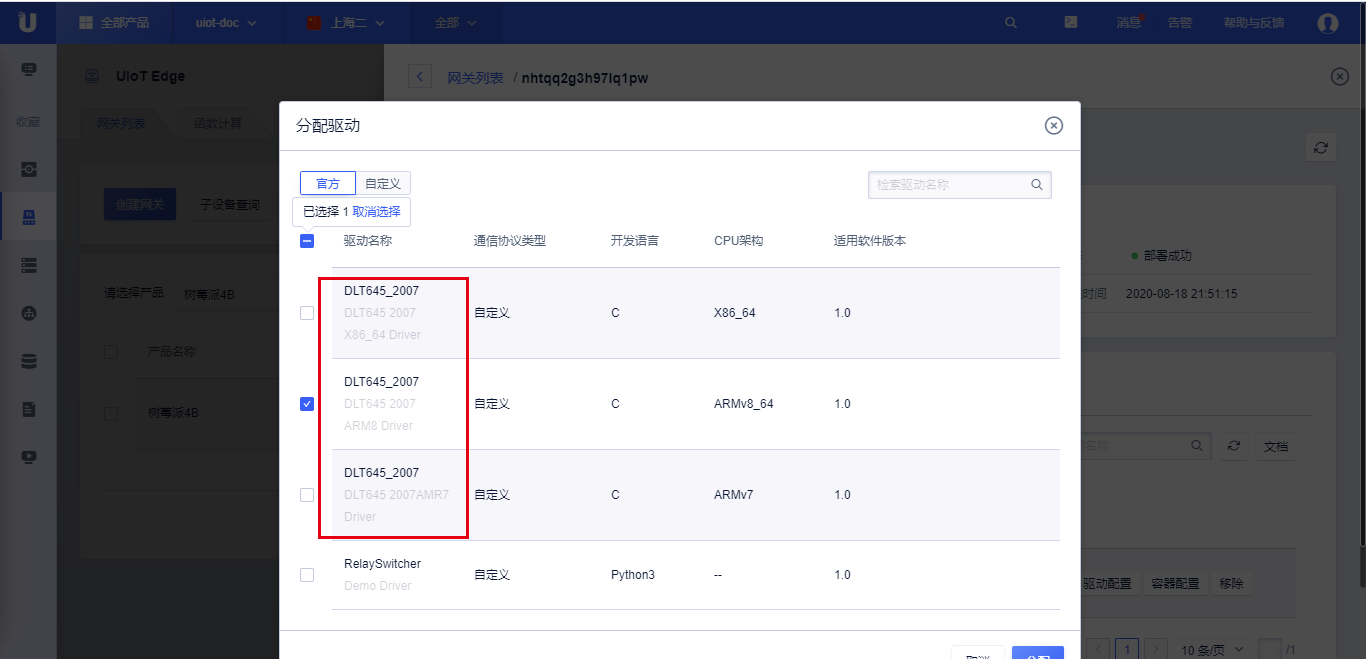 全部产品 uiot-doc 上海二 全部 消息 告警 帮助与反馈
UIoT Edge
网关列表 / nhtqq2g3h97lq1pw
收藏
网关列表 函数计算
分配驱动
官方 自定义
检索驱动名称
创建网关 子设备查询
已选择 1 取消选择
驱动名称 通信协议类型 开发语言 CPU架构 适用软件版本
部署成功
请选择产品 树莓派4B
时间 2020-08-18 21:51:15
DLT645_2007
DLT645 2007
X86_64 Driver
自定义 C X86_64 1.0
产品名称
DLT645_2007
DLT645 2007
ARM8 Driver
自定义 C ARMv8_64 1.0
树莓派4B
名称 文档
DLT645_2007
DLT645 2007AMR7
Driver
自定义 C ARMv7 1.0
RelaySwitcher
Demo Driver
自定义 Python3 -- 1.0
驱动配置 容器配置 移除
取消 分配
1 10 条/页 /1